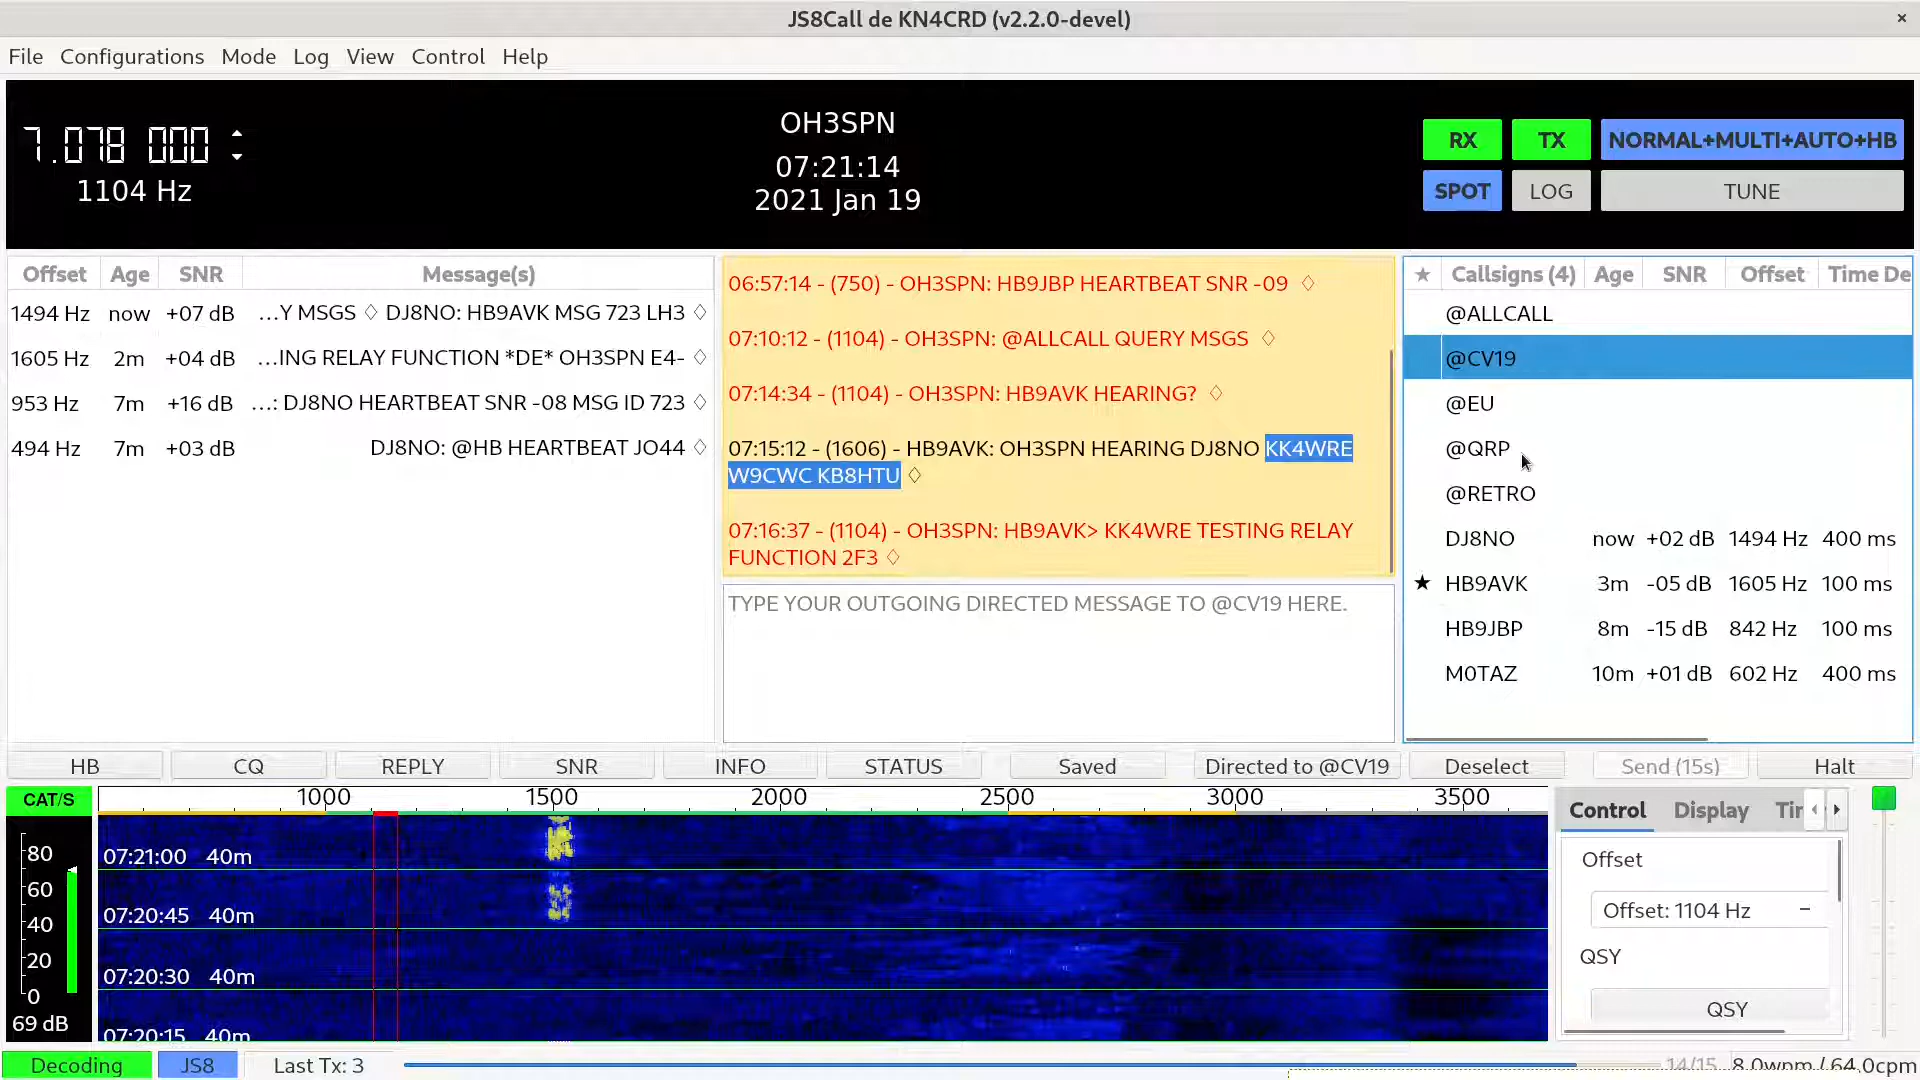 JS8Call de KN4CRD (v2.2.0-devel)
×
File Configurations Mode Log View Control Help
7.078 000
1104 Hz
OH3SPN
07:21:14
2021 Jan 19
RX TX NORMAL+MULTI+AUTO+HB
SPOT LOG TUNE
Offset Age SNR Message(s)
1494 Hz now +07 dB ...Y MSGS ♢ DJ8NO: HB9AVK MSG 723 LH3 ♢
1605 Hz 2m +04 dB ...ING RELAY FUNCTION *DE* OH3SPN E4- ♢
953 Hz 7m +16 dB ...: DJ8NO HEARTBEAT SNR -08 MSG ID 723 ♢
494 Hz 7m +03 dB DJ8NO: @HB HEARTBEAT JO44 ♢
06:57:14 - (750) - OH3SPN: HB9JBP HEARTBEAT SNR -09 ♢
07:10:12 - (1104) - OH3SPN: @ALLCALL QUERY MSGS ♢
07:14:34 - (1104) - OH3SPN: HB9AVK HEARING? ♢
07:15:12 - (1606) - HB9AVK: OH3SPN HEARING DJ8NO KK4WRE
W9CWC KB8HTU ♢
07:16:37 - (1104) - OH3SPN: HB9AVK> KK4WRE TESTING RELAY
FUNCTION 2F3 ♢
TYPE YOUR OUTGOING DIRECTED MESSAGE TO @CV19 HERE.
★ Callsigns (4) Age SNR Offset Time De
@ALLCALL
@CV19
@EU
@QRP
@RETRO
DJ8NO now +02 dB 1494 Hz 400 ms
★ HB9AVK 3m -05 dB 1605 Hz 100 ms
HB9JBP 8m -15 dB 842 Hz 100 ms
M0TAZ 10m +01 dB 602 Hz 400 ms
HB CQ REPLY SNR INFO STATUS Saved Directed to @CV19 Deselect Send (15s) Halt
CAT/S
80
60
40
20
0
69 dB
1000 1500 2000 2500 3000 3500
07:21:00 40m
07:20:45 40m
07:20:30 40m
07:20:15 40m
Control Display Tir
Offset
Offset: 1104 Hz −
QSY
QSY
Decoding JS8 Last Tx: 3 14/15 8.0wpm / 64.0cpm